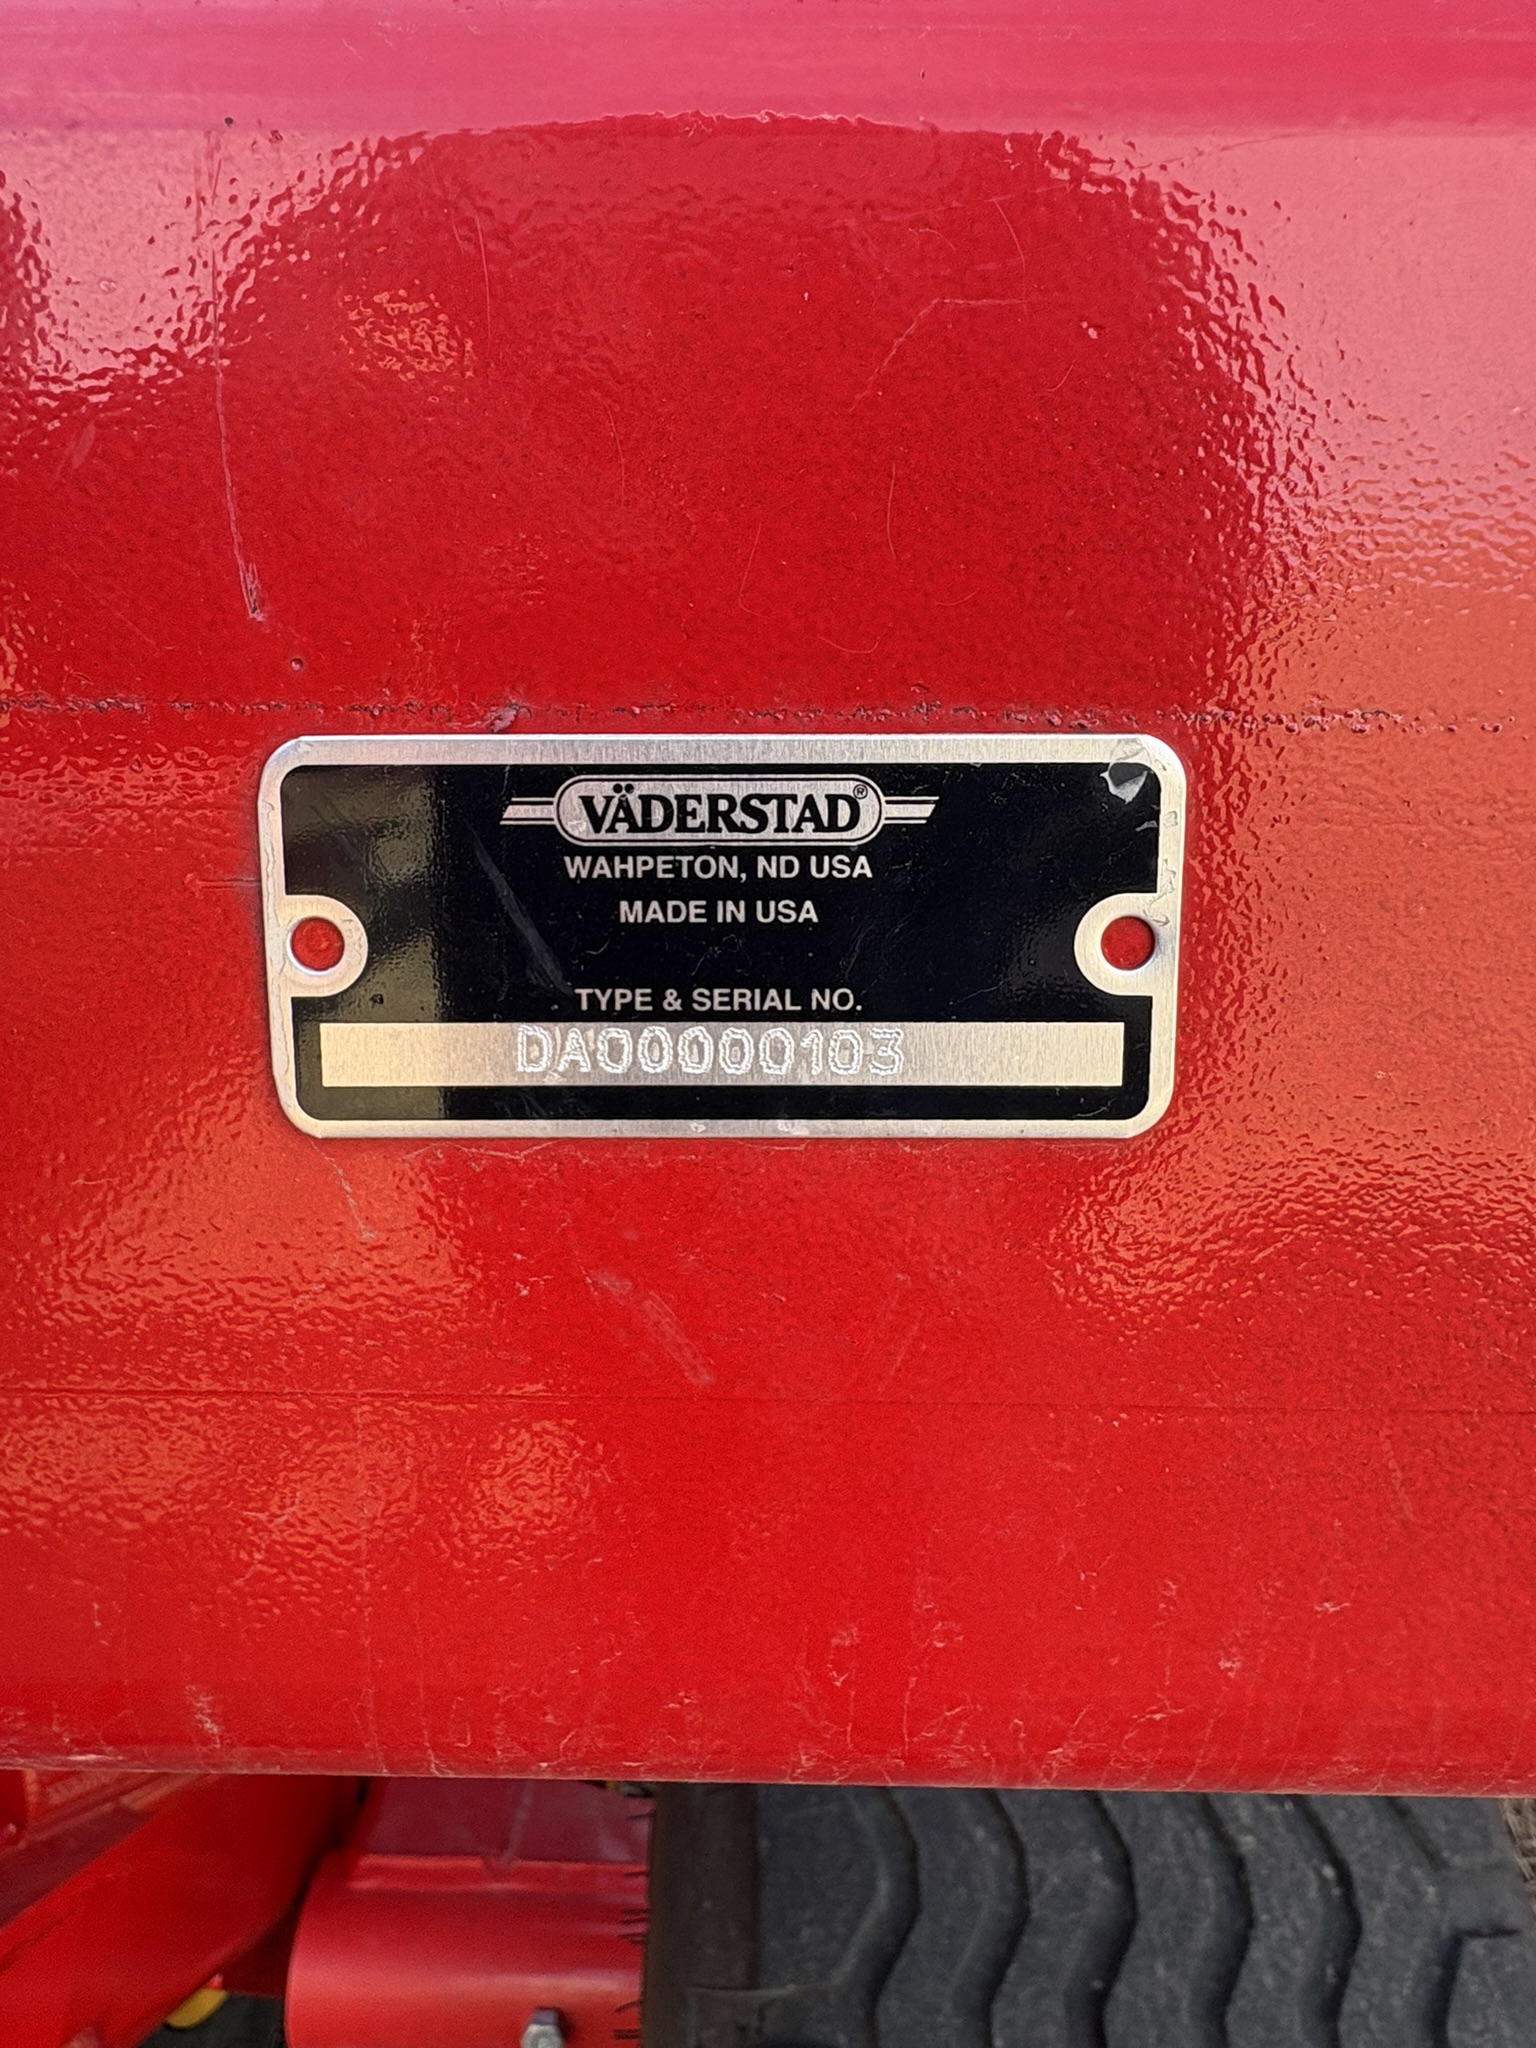 VÄDERSTAD®
WAHPETON, ND USA
MADE IN USA
TYPE & SERIAL NO.
DA00000103